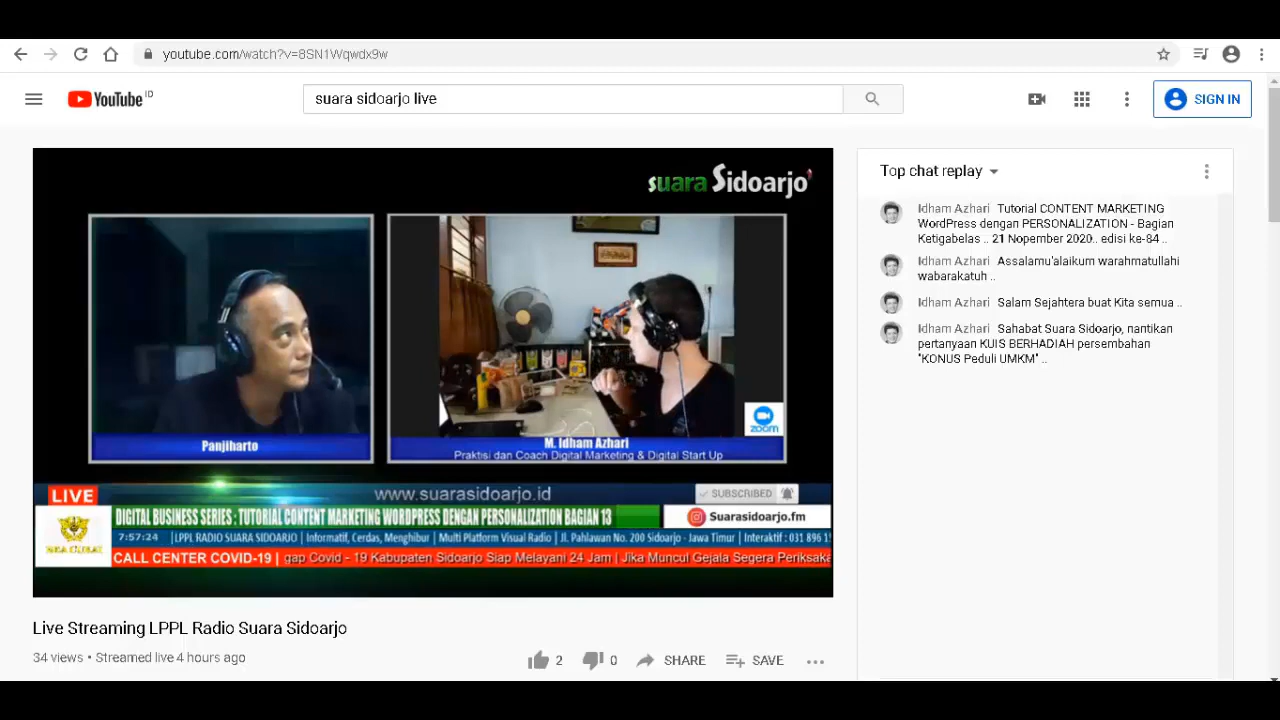 youtube.com/watch?v=8SN1Wqwdx9w
YouTube ID
suara sidoarjo live
SIGN IN
suara Sidoarjo
Panjiharto
M. Idham Azhari
Praktisi dan Coach Digital Marketing & Digital Start Up
zoom
LIVE
www.suarasidoarjo.id
SUBSCRIBED
DIGITAL BUSINESS SERIES : TUTORIAL CONTENT MARKETING WORDPRESS DENGAN PERSONALIZATION BAGIAN 13
Suarasidoarjo.fm
7:57:24 |LPPL RADIO SUARA SIDOARJO | Informatif, Cerdas, Menghibur | Multi Platform Visual Radio | Jl. Pahlawan No. 200 Sidoarjo - Jawa Timur | Interaktif : 031 896 1
CALL CENTER COVID-19 | gap Covid - 19 Kabupaten Sidoarjo Siap Melayani 24 Jam | Jika Muncul Gejala Segera Periksaka
Live Streaming LPPL Radio Suara Sidoarjo
34 views • Streamed live 4 hours ago
2
0
SHARE
SAVE
Top chat replay
Idham Azhari Tutorial CONTENT MARKETING
WordPress dengan PERSONALIZATION - Bagian
Ketigabelas .. 21 Nopember 2020.. edisi ke-84 ..
Idham Azhari Assalamu'alaikum warahmatullahi
wabarakatuh ..
Idham Azhari Salam Sejahtera buat Kita semua ..
Idham Azhari Sahabat Suara Sidoarjo, nantikan
pertanyaan KUIS BERHADIAH persembahan
"KONUS Peduli UMKM" ..